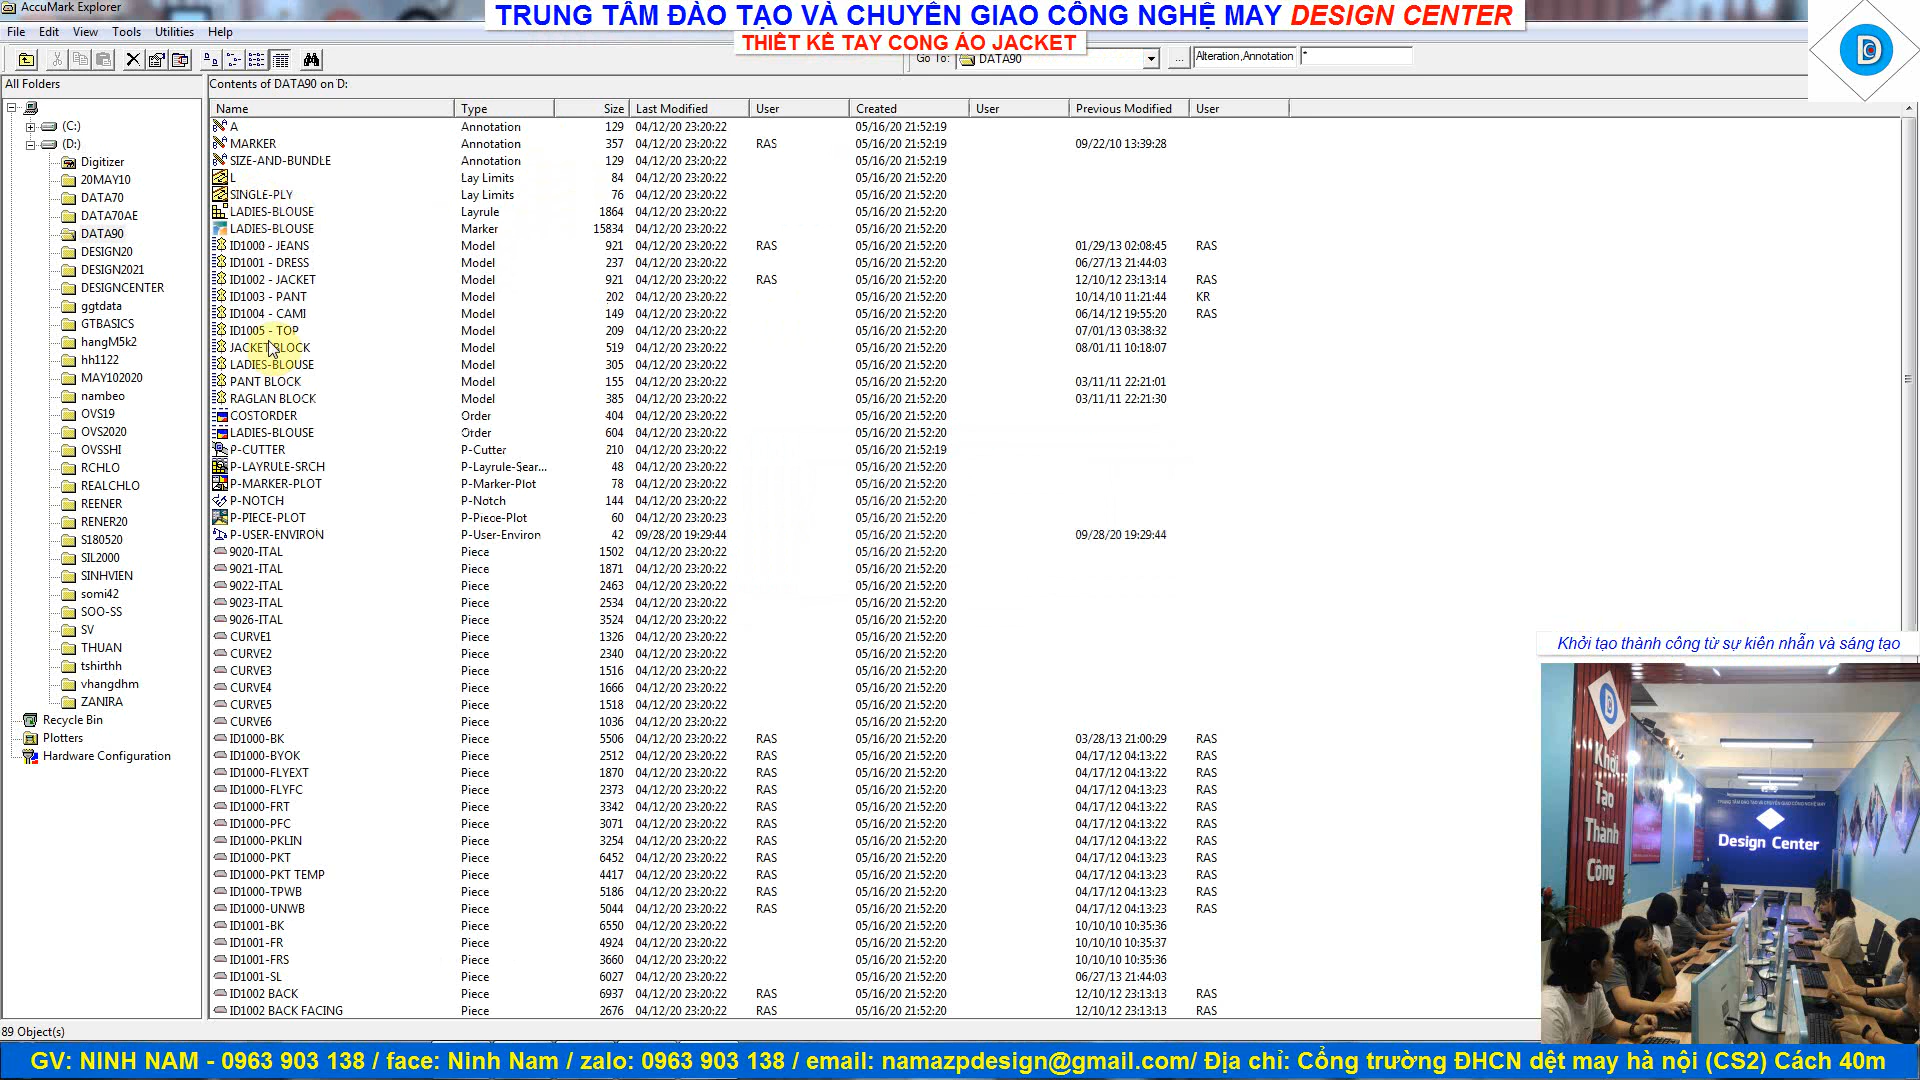 AccuMark Explorer
TRUNG TÂM ĐÀO TẠO VÀ CHUYỂN GIAO CÔNG NGHỆ MAY DESIGN CENTER
File Edit View Tools Utilities Help
THIẾT KẾ TAY CONG ÁO JACKET
Go To: DATA90 ... Alteration,Annotation *
All Folders
Contents of DATA90 on D:
Name Type Size Last Modified User Created User Previous Modified User
(C:)
(D:)
Digitizer
20MAY10
DATA70
DATA70AE
DATA90
DESIGN20
DESIGN2021
DESIGNCENTER
ggtdata
GTBASICS
hangM5k2
hh1122
MAY102020
nambeo
OVS19
OVS2020
OVSSHI
RCHLO
REALCHLO
REENER
RENER20
S180520
SIL2000
SINHVIEN
somi42
SOO-SS
SV
THUAN
tshirthh
vhangdhm
ZANIRA
Recycle Bin
Plotters
Hardware Configuration
A Annotation 129 04/12/20 23:20:22 05/16/20 21:52:19
MARKER Annotation 357 04/12/20 23:20:22 RAS 05/16/20 21:52:19 09/22/10 13:39:28
SIZE-AND-BUNDLE Annotation 129 04/12/20 23:20:22 05/16/20 21:52:19
L Lay Limits 84 04/12/20 23:20:22 05/16/20 21:52:20
SINGLE-PLY Lay Limits 76 04/12/20 23:20:22 05/16/20 21:52:20
LADIES-BLOUSE Layrule 1864 04/12/20 23:20:22 05/16/20 21:52:20
LADIES-BLOUSE Marker 15834 04/12/20 23:20:22 05/16/20 21:52:20
ID1000 - JEANS Model 921 04/12/20 23:20:22 RAS 05/16/20 21:52:20 01/29/13 02:08:45 RAS
ID1001 - DRESS Model 237 04/12/20 23:20:22 05/16/20 21:52:20 06/27/13 21:44:03
ID1002 - JACKET Model 921 04/12/20 23:20:22 RAS 05/16/20 21:52:20 12/10/12 23:13:14 RAS
ID1003 - PANT Model 202 04/12/20 23:20:22 05/16/20 21:52:20 10/14/10 11:21:44 KR
ID1004 - CAMI Model 149 04/12/20 23:20:22 05/16/20 21:52:20 06/14/12 19:55:20 RAS
ID1005 - TOP Model 209 04/12/20 23:20:22 05/16/20 21:52:20 07/01/13 03:38:32
JACKET BLOCK Model 519 04/12/20 23:20:22 05/16/20 21:52:20 08/01/11 10:18:07
LADIES-BLOUSE Model 305 04/12/20 23:20:22 05/16/20 21:52:20
PANT BLOCK Model 155 04/12/20 23:20:22 05/16/20 21:52:20 03/11/11 22:21:01
RAGLAN BLOCK Model 385 04/12/20 23:20:22 05/16/20 21:52:20 03/11/11 22:21:30
COSTORDER Order 404 04/12/20 23:20:22 05/16/20 21:52:20
LADIES-BLOUSE Order 604 04/12/20 23:20:22 05/16/20 21:52:20
P-CUTTER P-Cutter 210 04/12/20 23:20:22 05/16/20 21:52:19
P-LAYRULE-SRCH P-Layrule-Sear... 48 04/12/20 23:20:22 05/16/20 21:52:20
P-MARKER-PLOT P-Marker-Plot 78 04/12/20 23:20:22 05/16/20 21:52:20
P-NOTCH P-Notch 144 04/12/20 23:20:22 05/16/20 21:52:20
P-PIECE-PLOT P-Piece-Plot 60 04/12/20 23:20:23 05/16/20 21:52:20
P-USER-ENVIRON P-User-Environ 42 09/28/20 19:29:44 05/16/20 21:52:20 09/28/20 19:29:44
9020-ITAL Piece 1502 04/12/20 23:20:22 05/16/20 21:52:20
9021-ITAL Piece 1871 04/12/20 23:20:22 05/16/20 21:52:20
9022-ITAL Piece 2463 04/12/20 23:20:22 05/16/20 21:52:20
9023-ITAL Piece 2534 04/12/20 23:20:22 05/16/20 21:52:20
9026-ITAL Piece 3524 04/12/20 23:20:22 05/16/20 21:52:20
CURVE1 Piece 1326 04/12/20 23:20:22 05/16/20 21:52:20
CURVE2 Piece 2340 04/12/20 23:20:22 05/16/20 21:52:20
CURVE3 Piece 1516 04/12/20 23:20:22 05/16/20 21:52:20
CURVE4 Piece 1666 04/12/20 23:20:22 05/16/20 21:52:20
CURVE5 Piece 1518 04/12/20 23:20:22 05/16/20 21:52:20
CURVE6 Piece 1036 04/12/20 23:20:22 05/16/20 21:52:20
ID1000-BK Piece 5506 04/12/20 23:20:22 RAS 05/16/20 21:52:20 03/28/13 21:00:29 RAS
ID1000-BYOK Piece 2512 04/12/20 23:20:22 RAS 05/16/20 21:52:20 04/17/12 04:13:22 RAS
ID1000-FLYEXT Piece 1870 04/12/20 23:20:22 RAS 05/16/20 21:52:20 04/17/12 04:13:22 RAS
ID1000-FLYFC Piece 2373 04/12/20 23:20:22 RAS 05/16/20 21:52:20 04/17/12 04:13:22 RAS
ID1000-FRT Piece 3342 04/12/20 23:20:22 RAS 05/16/20 21:52:20 04/17/12 04:13:22 RAS
ID1000-PFC Piece 3071 04/12/20 23:20:22 RAS 05/16/20 21:52:20 04/17/12 04:13:22 RAS
ID1000-PKLIN Piece 3254 04/12/20 23:20:22 RAS 05/16/20 21:52:20 04/17/12 04:13:22 RAS
ID1000-PKT Piece 6452 04/12/20 23:20:22 RAS 05/16/20 21:52:20 04/17/12 04:13:23 RAS
ID1000-PKT TEMP Piece 4417 04/12/20 23:20:22 RAS 05/16/20 21:52:20 04/17/12 04:13:23 RAS
ID1000-TPWB Piece 5186 04/12/20 23:20:22 RAS 05/16/20 21:52:20 04/17/12 04:13:23 RAS
ID1000-UNWB Piece 5044 04/12/20 23:20:22 RAS 05/16/20 21:52:20 04/17/12 04:13:23 RAS
ID1001-BK Piece 6550 04/12/20 23:20:22 05/16/20 21:52:20 10/10/10 10:35:36
ID1001-FR Piece 4924 04/12/20 23:20:22 05/16/20 21:52:20 10/10/10 10:35:37
ID1001-FRS Piece 3660 04/12/20 23:20:22 05/16/20 21:52:20 10/10/10 10:35:36
ID1001-SL Piece 6027 04/12/20 23:20:22 05/16/20 21:52:20 06/27/13 21:44:03
ID1002 BACK Piece 6937 04/12/20 23:20:22 RAS 05/16/20 21:52:20 12/10/12 23:13:13 RAS
ID1002 BACK FACING Piece 2676 04/12/20 23:20:22 RAS 05/16/20 21:52:20 12/10/12 23:13:13 RAS
Khởi tạo thành công từ sự kiên nhẫn và sáng tạo
Khởi
Tạo
Thành
Công
Design Center
89 Object(s)
GV: NINH NAM - 0963 903 138 / face: Ninh Nam / zalo: 0963 903 138 / email: namazpdesign@gmail.com/ Địa chỉ: Cổng trường ĐHCN dệt may hà nội (CS2) Cách 40m